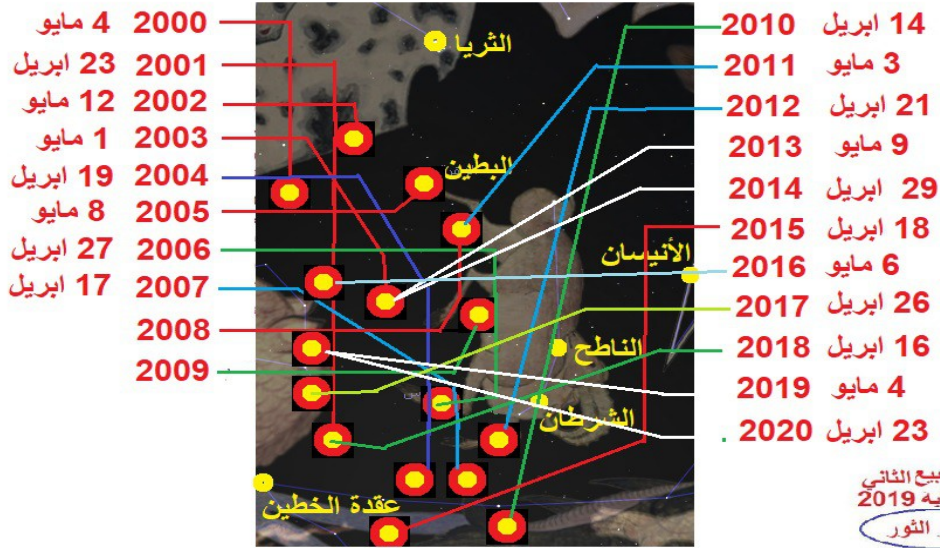 2000 4 مايو
2001 23 ابريل
2002 12 مايو
2003 1 مايو
2004 19 ابريل
2005 8 مايو
2006 27 ابريل
2007 17 ابريل
2008
2009
الثريا
البطين
الأنيسان
الناطح
الشرطان
عقدة الخطين
14 ابريل 2010
3 مايو 2011
21 ابريل 2012
9 مايو 2013
29 ابريل 2014
18 ابريل 2015
6 مايو 2016
26 ابريل 2017
16 ابريل 2018
4 مايو 2019
23 ابريل 2020
الثاني
2019
الثور